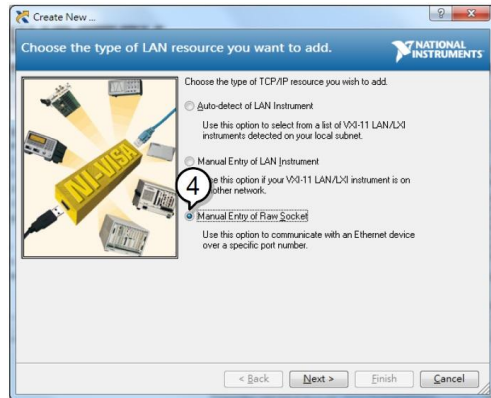 Create New ...
Choose the type of LAN resource you want to add.
NATIONAL
INSTRUMENTS
Choose the type of TCP/IP resource you wish to add.
Auto-detect of LAN Instrument
Use this option to select from a list of VXI-11 LAN/LXI
instruments detected on your local subnet.
Manual Entry of LAN Instrument
this option if your VXI-11 LAN/LXI instrument is on
other network.
4
Manual Entry of Raw Socket
Use this option to communicate with an Ethernet device
over a specific port number.
NI-VISA
< Back
Next >
Finish
Cancel